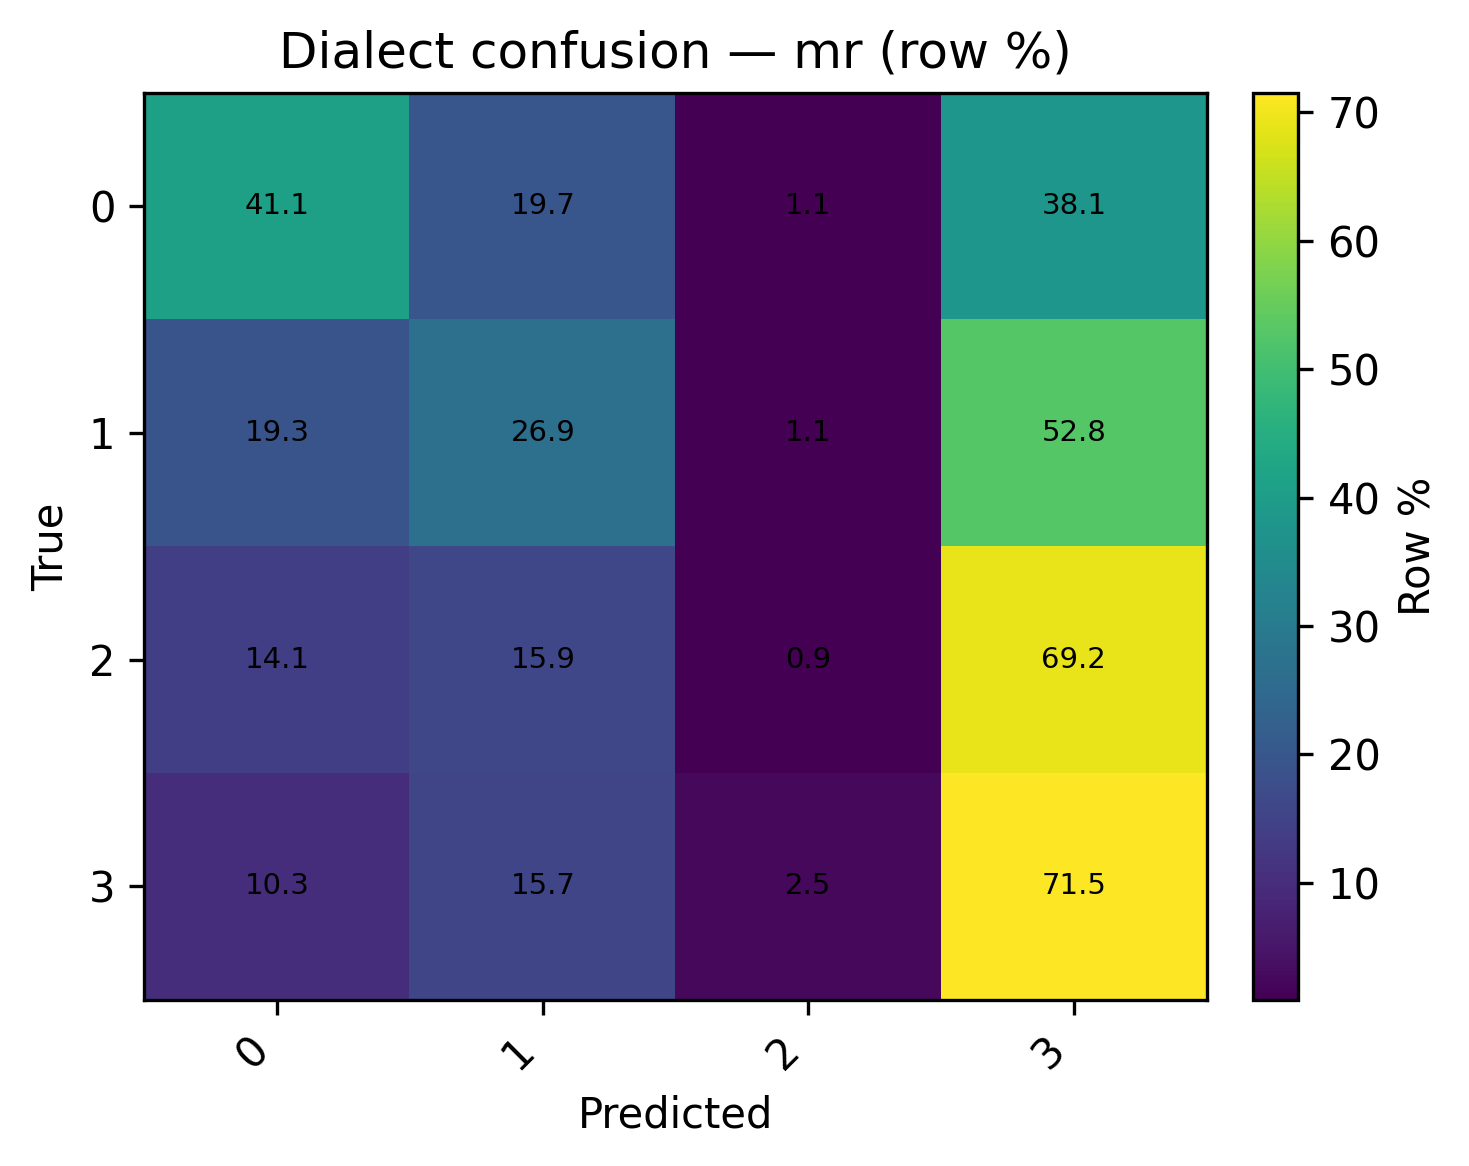 Dialect confusion — mr (row %)
0 41.1 19.7 1.1 38.1
1 19.3 26.9 1.1 52.8
2 14.1 15.9 0.9 69.2
3 10.3 15.7 2.5 71.5
0 1 2 3
True
Predicted
70
60
50
40
30
20
10
Row %